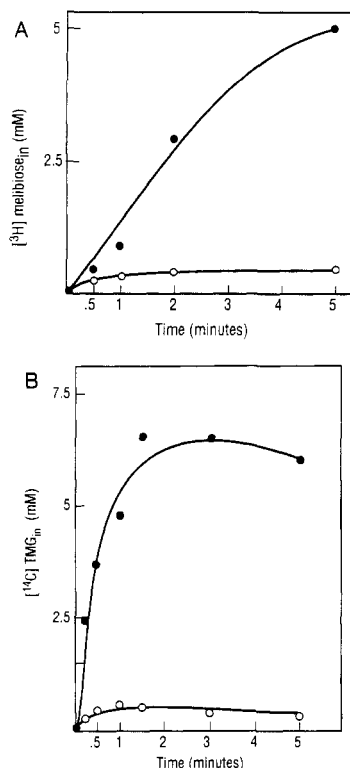 A
5
2.5
[³H] melibiose_in (mM)
.5 1 2 3 4 5
Time (minutes)
B
7.5
5
2.5
[¹⁴C] TMG_in (mM)
.5 1 2 3 4 5
Time (minutes)